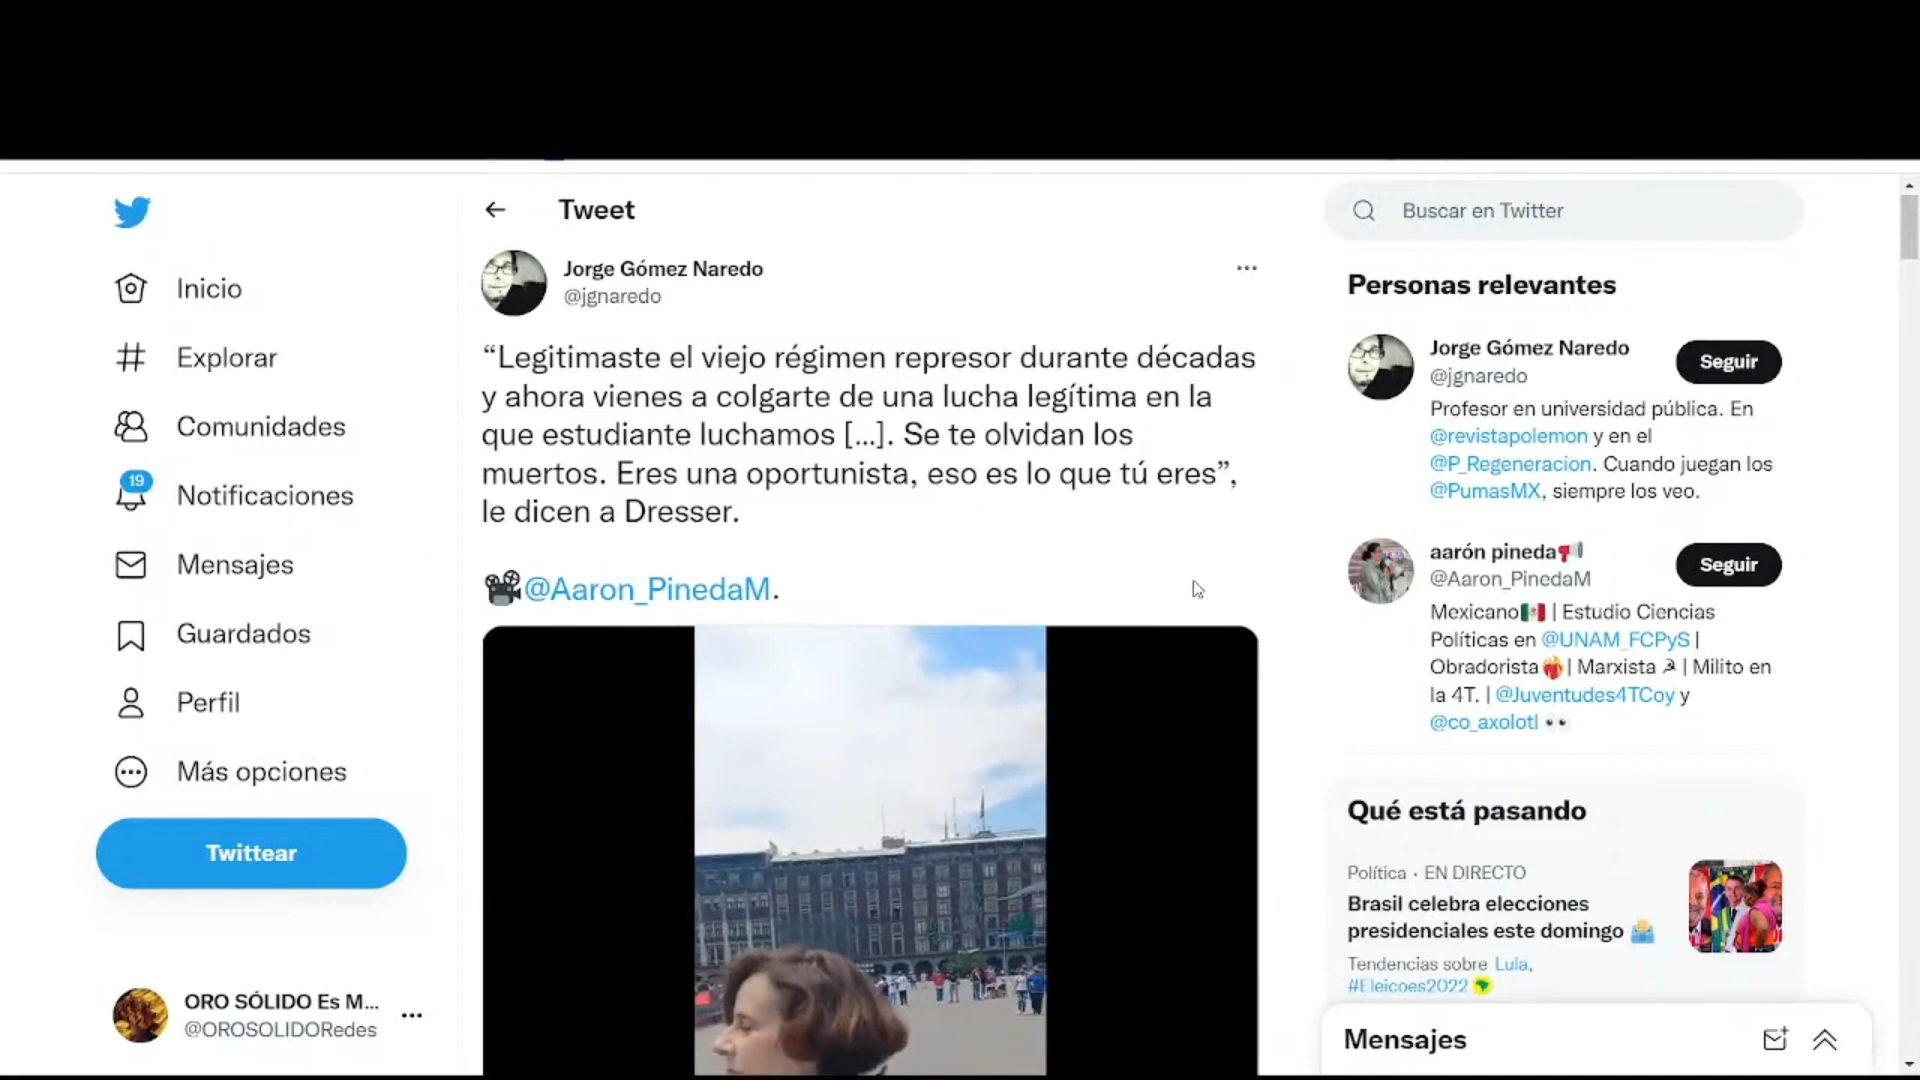 Tweet
Jorge Gómez Naredo
@jgnaredo
“Legitimaste el viejo régimen represor durante décadas
y ahora vienes a colgarte de una lucha legítima en la
que estudiante luchamos [...]. Se te olvidan los
muertos. Eres una oportunista, eso es lo que tú eres”,
le dicen a Dresser.
🎥@Aaron_PinedaM.
Inicio
Explorar
Comunidades
19
Notificaciones
Mensajes
Guardados
Perfil
Más opciones
Twittear
ORO SÓLIDO Es M...
@OROSOLIDORedes
Buscar en Twitter
Personas relevantes
Jorge Gómez Naredo
@jgnaredo
Seguir
Profesor en universidad pública. En
@revistapolemon y en el
@P_Regeneracion. Cuando juegan los
@PumasMX, siempre los veo.
aarón pineda📢
@Aaron_PinedaM
Seguir
Mexicano🇲🇽 | Estudio Ciencias
Políticas en @UNAM_FCPyS |
Obradorista❤️‍🔥| Marxista ☭ | Milito en
la 4T. | @Juventudes4TCoy y
@co_axolotl 👀
Qué está pasando
Política · EN DIRECTO
Brasil celebra elecciones
presidenciales este domingo 🗳️
Tendencias sobre Lula,
#Eleicoes2022
Mensajes